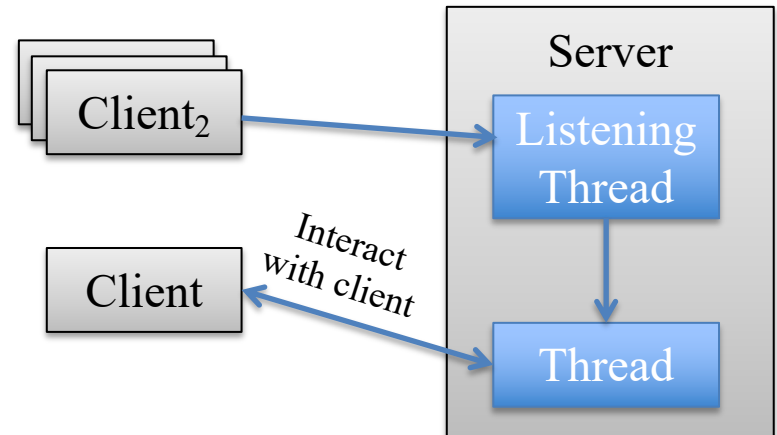 Server
Client₂
Listening
Thread
Interact
with client
Client
Thread